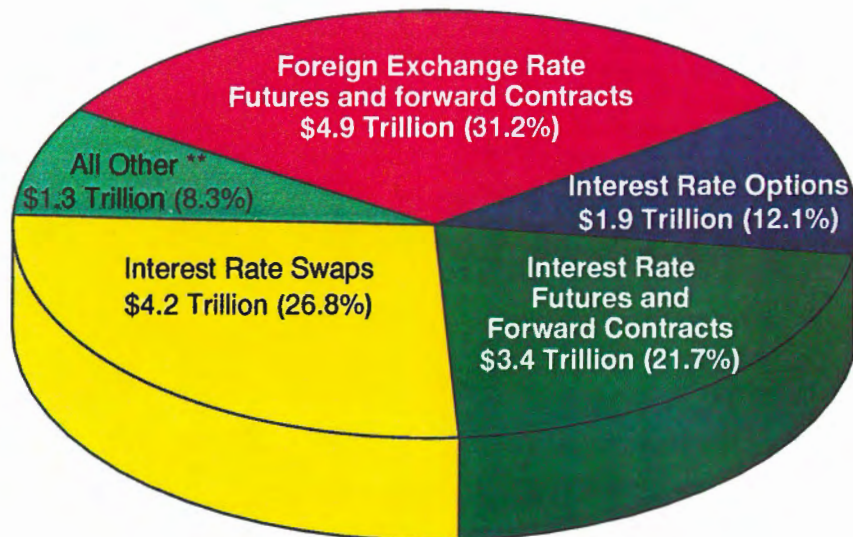 Foreign Exchange Rate
Futures and forward Contracts
$4.9 Trillion (31.2%)
All Other **
$1.3 Trillion (8.3%)
Interest Rate Options
$1.9 Trillion (12.1%)
Interest Rate Swaps
$4.2 Trillion (26.8%)
Interest Rate
Futures and
Forward Contracts
$3.4 Trillion (21.7%)